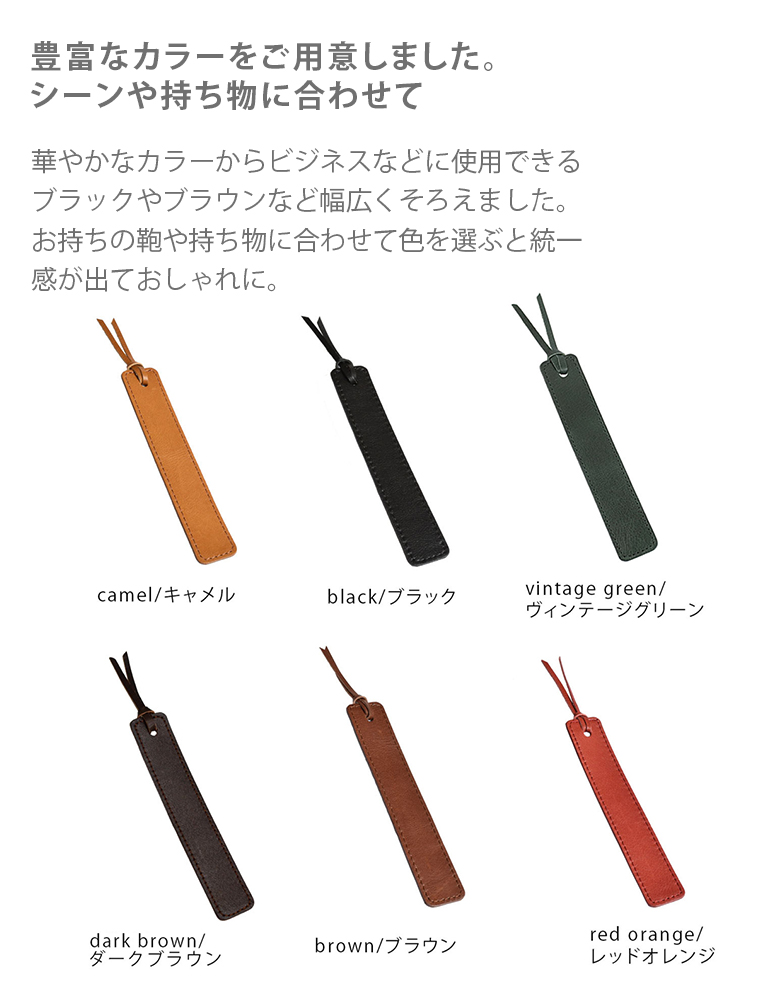 豊富なカラーをご用意しました。
シーンや持ち物に合わせて
華やかなカラーからビジネスなどに使用できる
ブラックやブラウンなど幅広くそろえました。
お持ちの鞄や持ち物に合わせて色を選ぶと統一
感が出ておしゃれに。
camel/キャメル
black/ブラック
vintage green/
ヴィンテージグリーン
dark brown/
ダークブラウン
brown/ブラウン
red orange/
レッドオレンジ